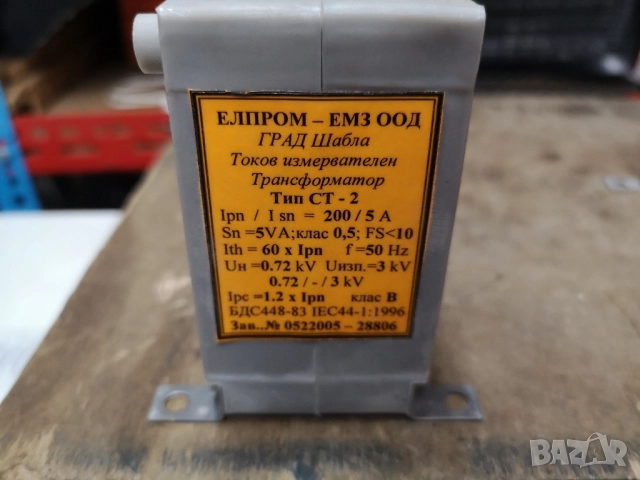 ЕЛПРОМ – ЕМЗ ООД
ГРАД Шабла
Токов измервателен
Трансформатор
Тип СТ - 2
Ipn / I sn = 200 / 5 A
Sn =5VA;клас 0,5; FS<10
Ith = 60 x Ipn f =50 Hz
Uн =0.72 kV Uизп.=3 kV
0.72 / - / 3 kV
Ipc =1.2 x Ipn клас B
БДС448-83 IEC44-1:1996
Зав..№ 0522005 – 28806
BAZAR